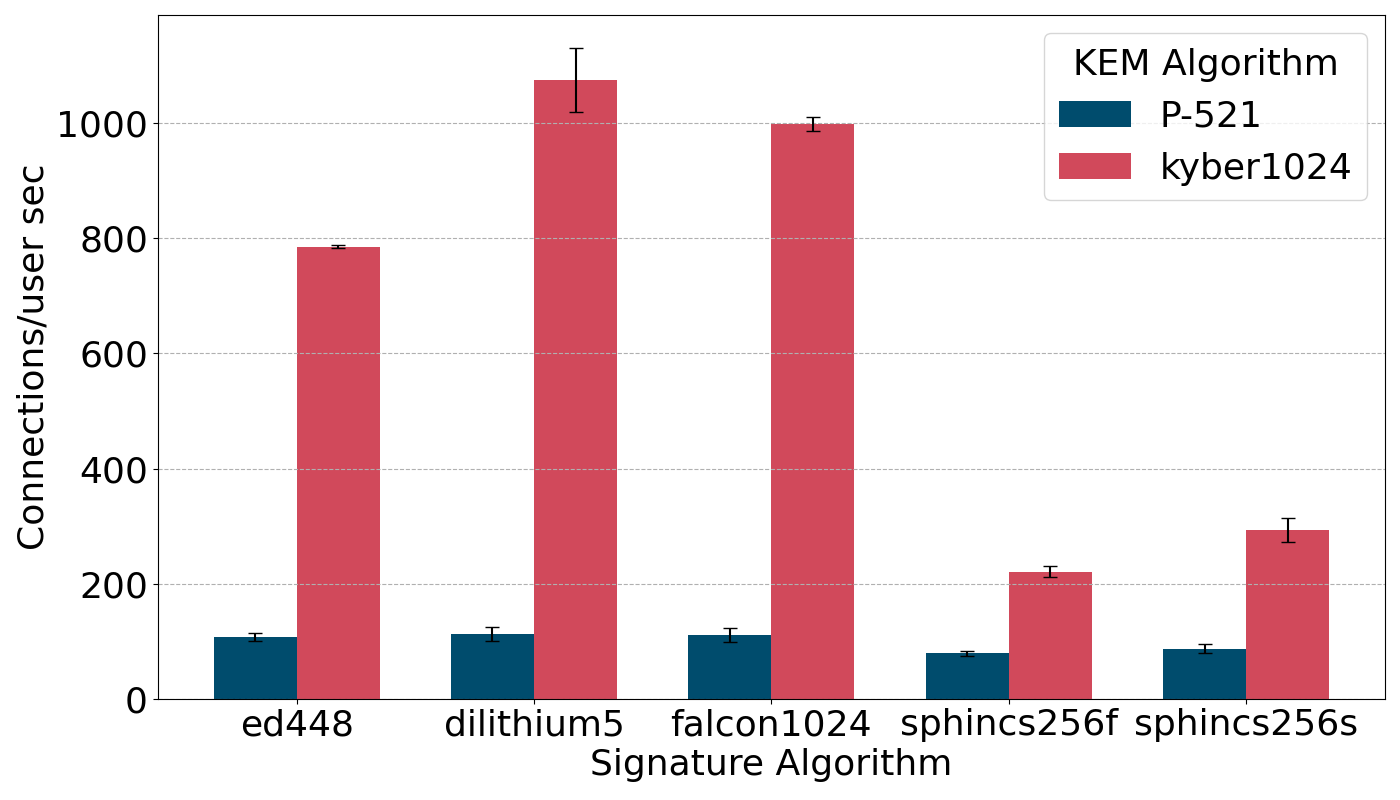 KEM Algorithm
P-521
kyber1024
Connections/user sec
1000
800
600
400
200
0
ed448 dilithium5 falcon1024 sphincs256f sphincs256s
Signature Algorithm